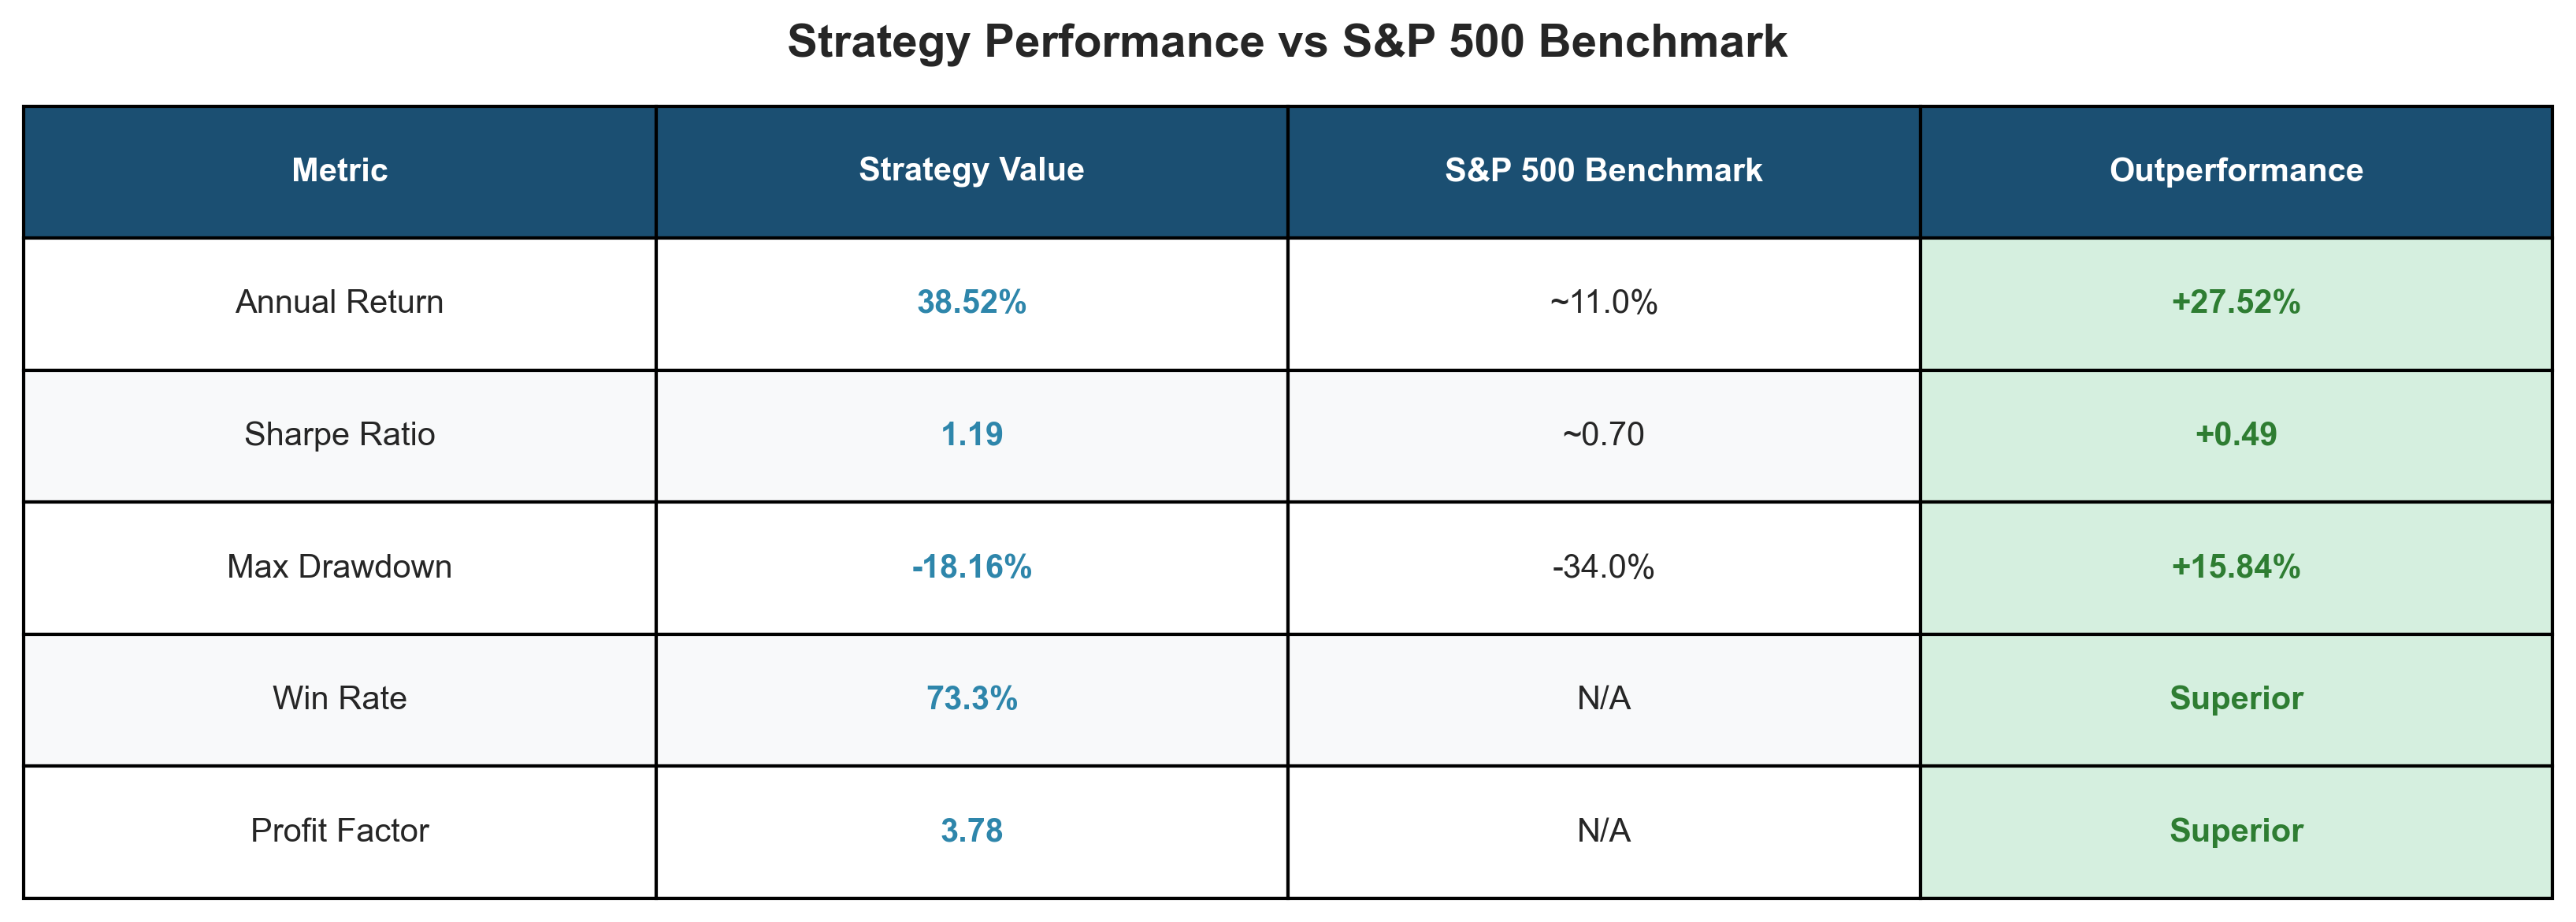 Strategy Performance vs S&P 500 Benchmark
Metric Strategy Value S&P 500 Benchmark Outperformance
Annual Return 38.52% ~11.0% +27.52%
Sharpe Ratio 1.19 ~0.70 +0.49
Max Drawdown -18.16% -34.0% +15.84%
Win Rate 73.3% N/A Superior
Profit Factor 3.78 N/A Superior